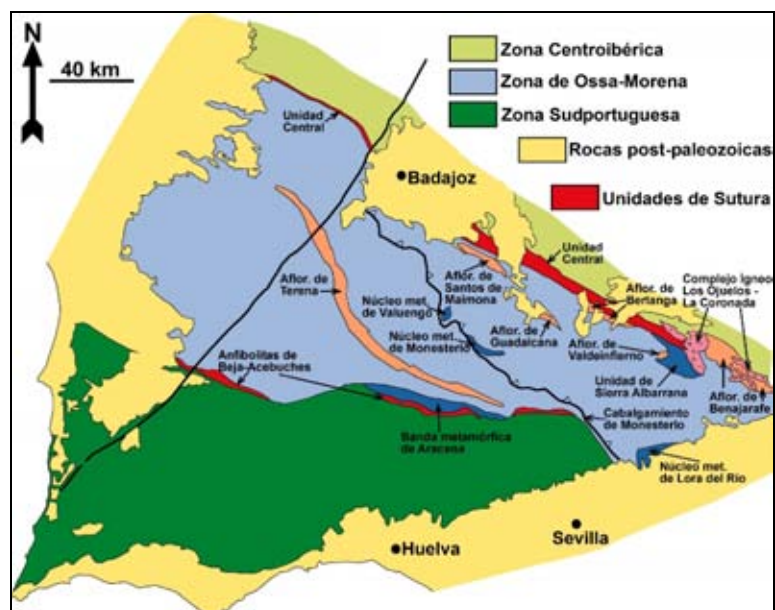 N
40 km
Zona Centroibérica
Zona de Ossa-Morena
Zona Sudportuguesa
Rocas post-paleozoicas
Unidades de Sutura
Unidad
Central
Badajoz
Unidad
Central
Aflor. de
Terena
Aflor. de
Santos de
Maimona
Aflor. de
Berlanga
Complejo Igneo
Los Ojuelos -
La Coronada
Núcleo met.
de Valuengo
Núcleo met.
de Monesterio
Aflor. de
Guadalcana
Aflor. de
Valdeinfierno
Unidad de
Sierra Albarrana
Aflor. de
Benajarafe
Anfibolitas de
Beja-Acebuches
Banda metamórfica
de Aracena
Cabalgamiento
de Monesterio
Núcleo met.
de Lora del Río
Huelva
Sevilla